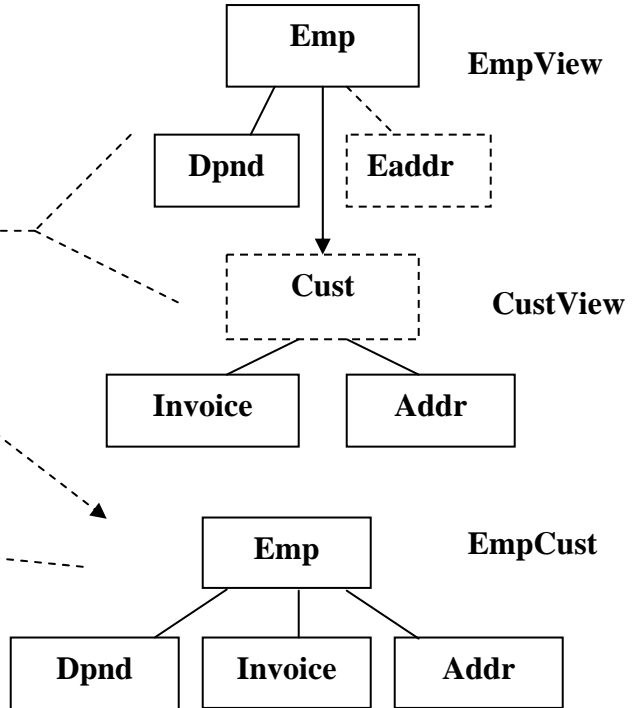 Emp
EmpView
Dpnd
Eaddr
Cust
CustView
Invoice
Addr
Emp
EmpCust
Dpnd
Invoice
Addr